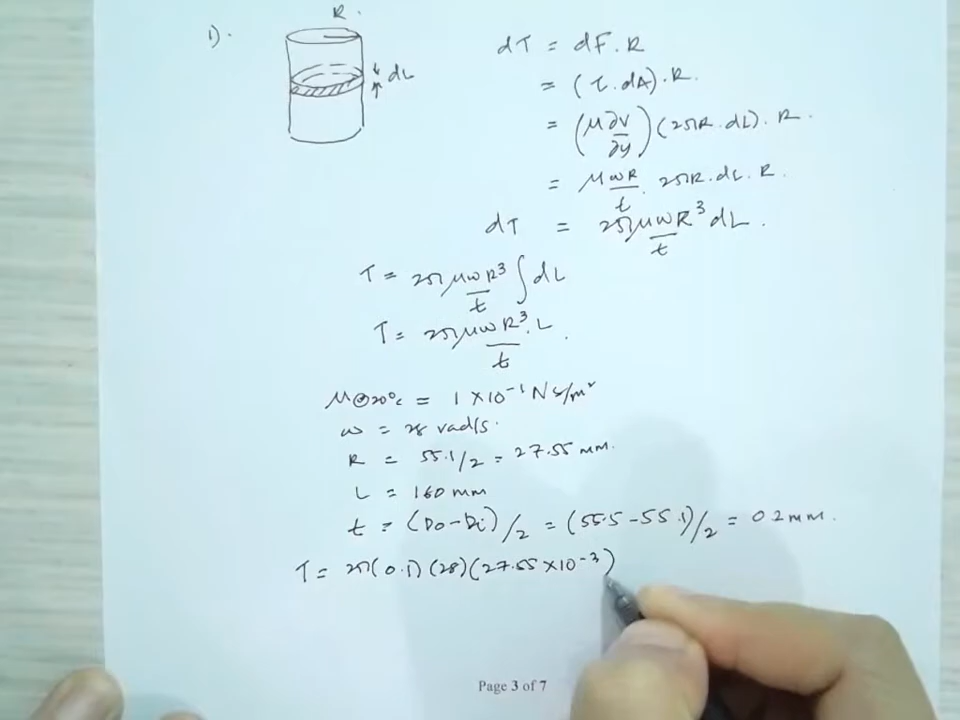 1).
R.
dL
dT = dF. R
= (τ. dA). R.
= (μ ∂V/∂y) (2πR. dL). R.
= μ ωR/t. 2πR. dL. R.
dT = 2πμωR³/t dL.
T = 2πμωR³/t ∫ dL
T = 2πμωR³/t . L.
μ@20°c = 1 × 10⁻¹ Ns/m²
ω = 28 rad/s.
R = 55.1/2 = 27.55 mm.
L = 160 mm
t = (Do - Di)/2 = (55.5 - 55.1)/2 = 0.2 mm.
T = 2π(0.1)(28)(27.55 × 10⁻³)
Page 3 of 7